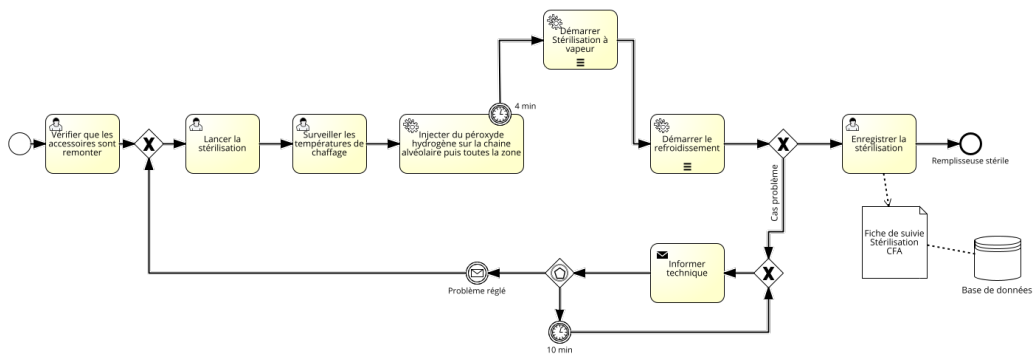 Démarrer
Stérilisation à
vapeur
4 min
Vérifier que les
accessoires sont
remonter
Lancer la
stérilisation
Surveiller les
températures de
chaffage
Injecter du péroxyde
hydrogène sur la chaine
alvéolaire puis toutes la zone
Démarrer le
refroidissement
Enregistrer la
stérilisation
Remplisseuse stérile
Cas problème
Fiche de suivie
Stérilisation
CFA
Base de données
Informer
technique
Problème réglé
10 min